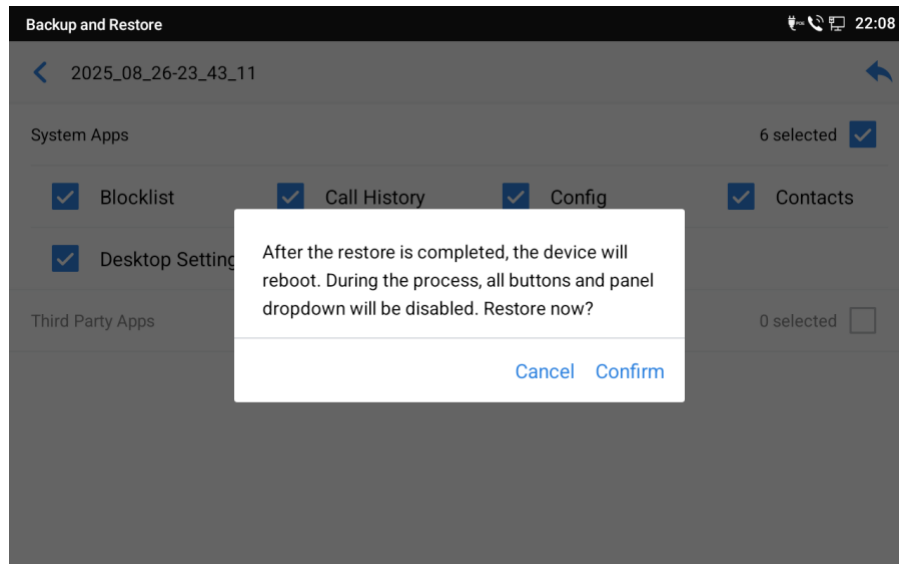 Backup and Restore 22:08
2025_08_26-23_43_11
System Apps 6 selected
Blocklist Call History Config Contacts
Desktop Setting
After the restore is completed, the device will
reboot. During the process, all buttons and panel
dropdown will be disabled. Restore now?
Third Party Apps 0 selected
Cancel Confirm